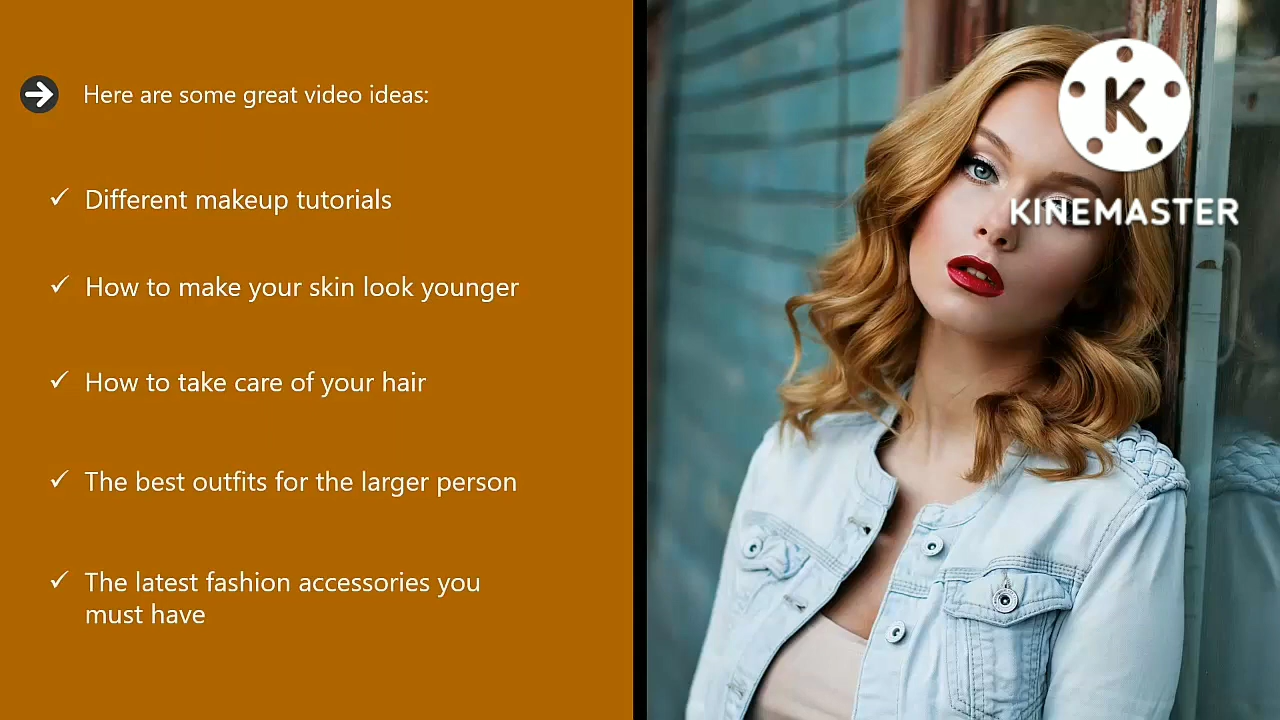 Here are some great video ideas:
Different makeup tutorials
How to make your skin look younger
How to take care of your hair
The best outfits for the larger person
The latest fashion accessories you
must have
K
KINEMASTER